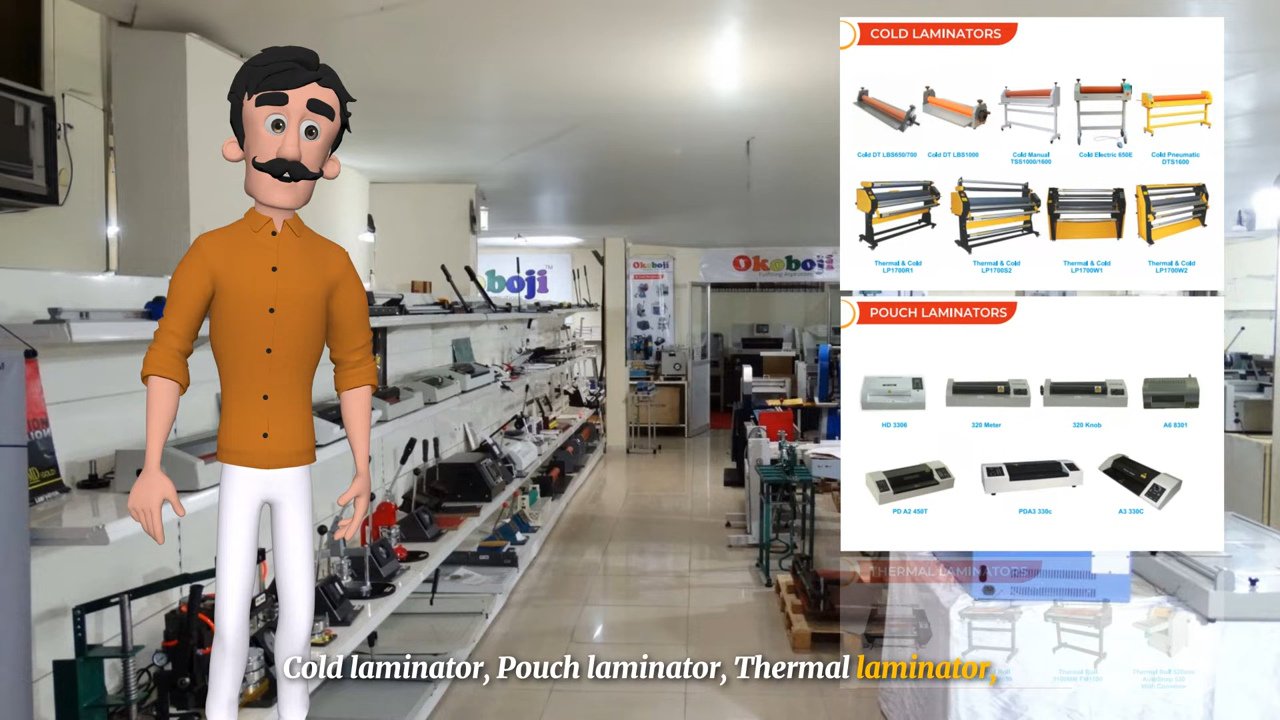 COLD LAMINATORS
Cold DT LBS650/700
Cold DT LBS1000
Cold Manual
TSS1000/1600
Cold Electric 650E
Cold Pneumatic
DTS1600
Thermal & Cold
LP1700R1
Thermal & Cold
LP1700S2
Thermal & Cold
LP1700W1
Thermal & Cold
LP1700W2
boji
Okoboji
Okoboji
POUCH LAMINATORS
HD 3306
320 Meter
320 Knob
A6 8301
PD A2 450T
PDA3 330c
A3 330C
THERMAL LAMINATORS
Cold laminator, Pouch laminator, Thermal laminator,